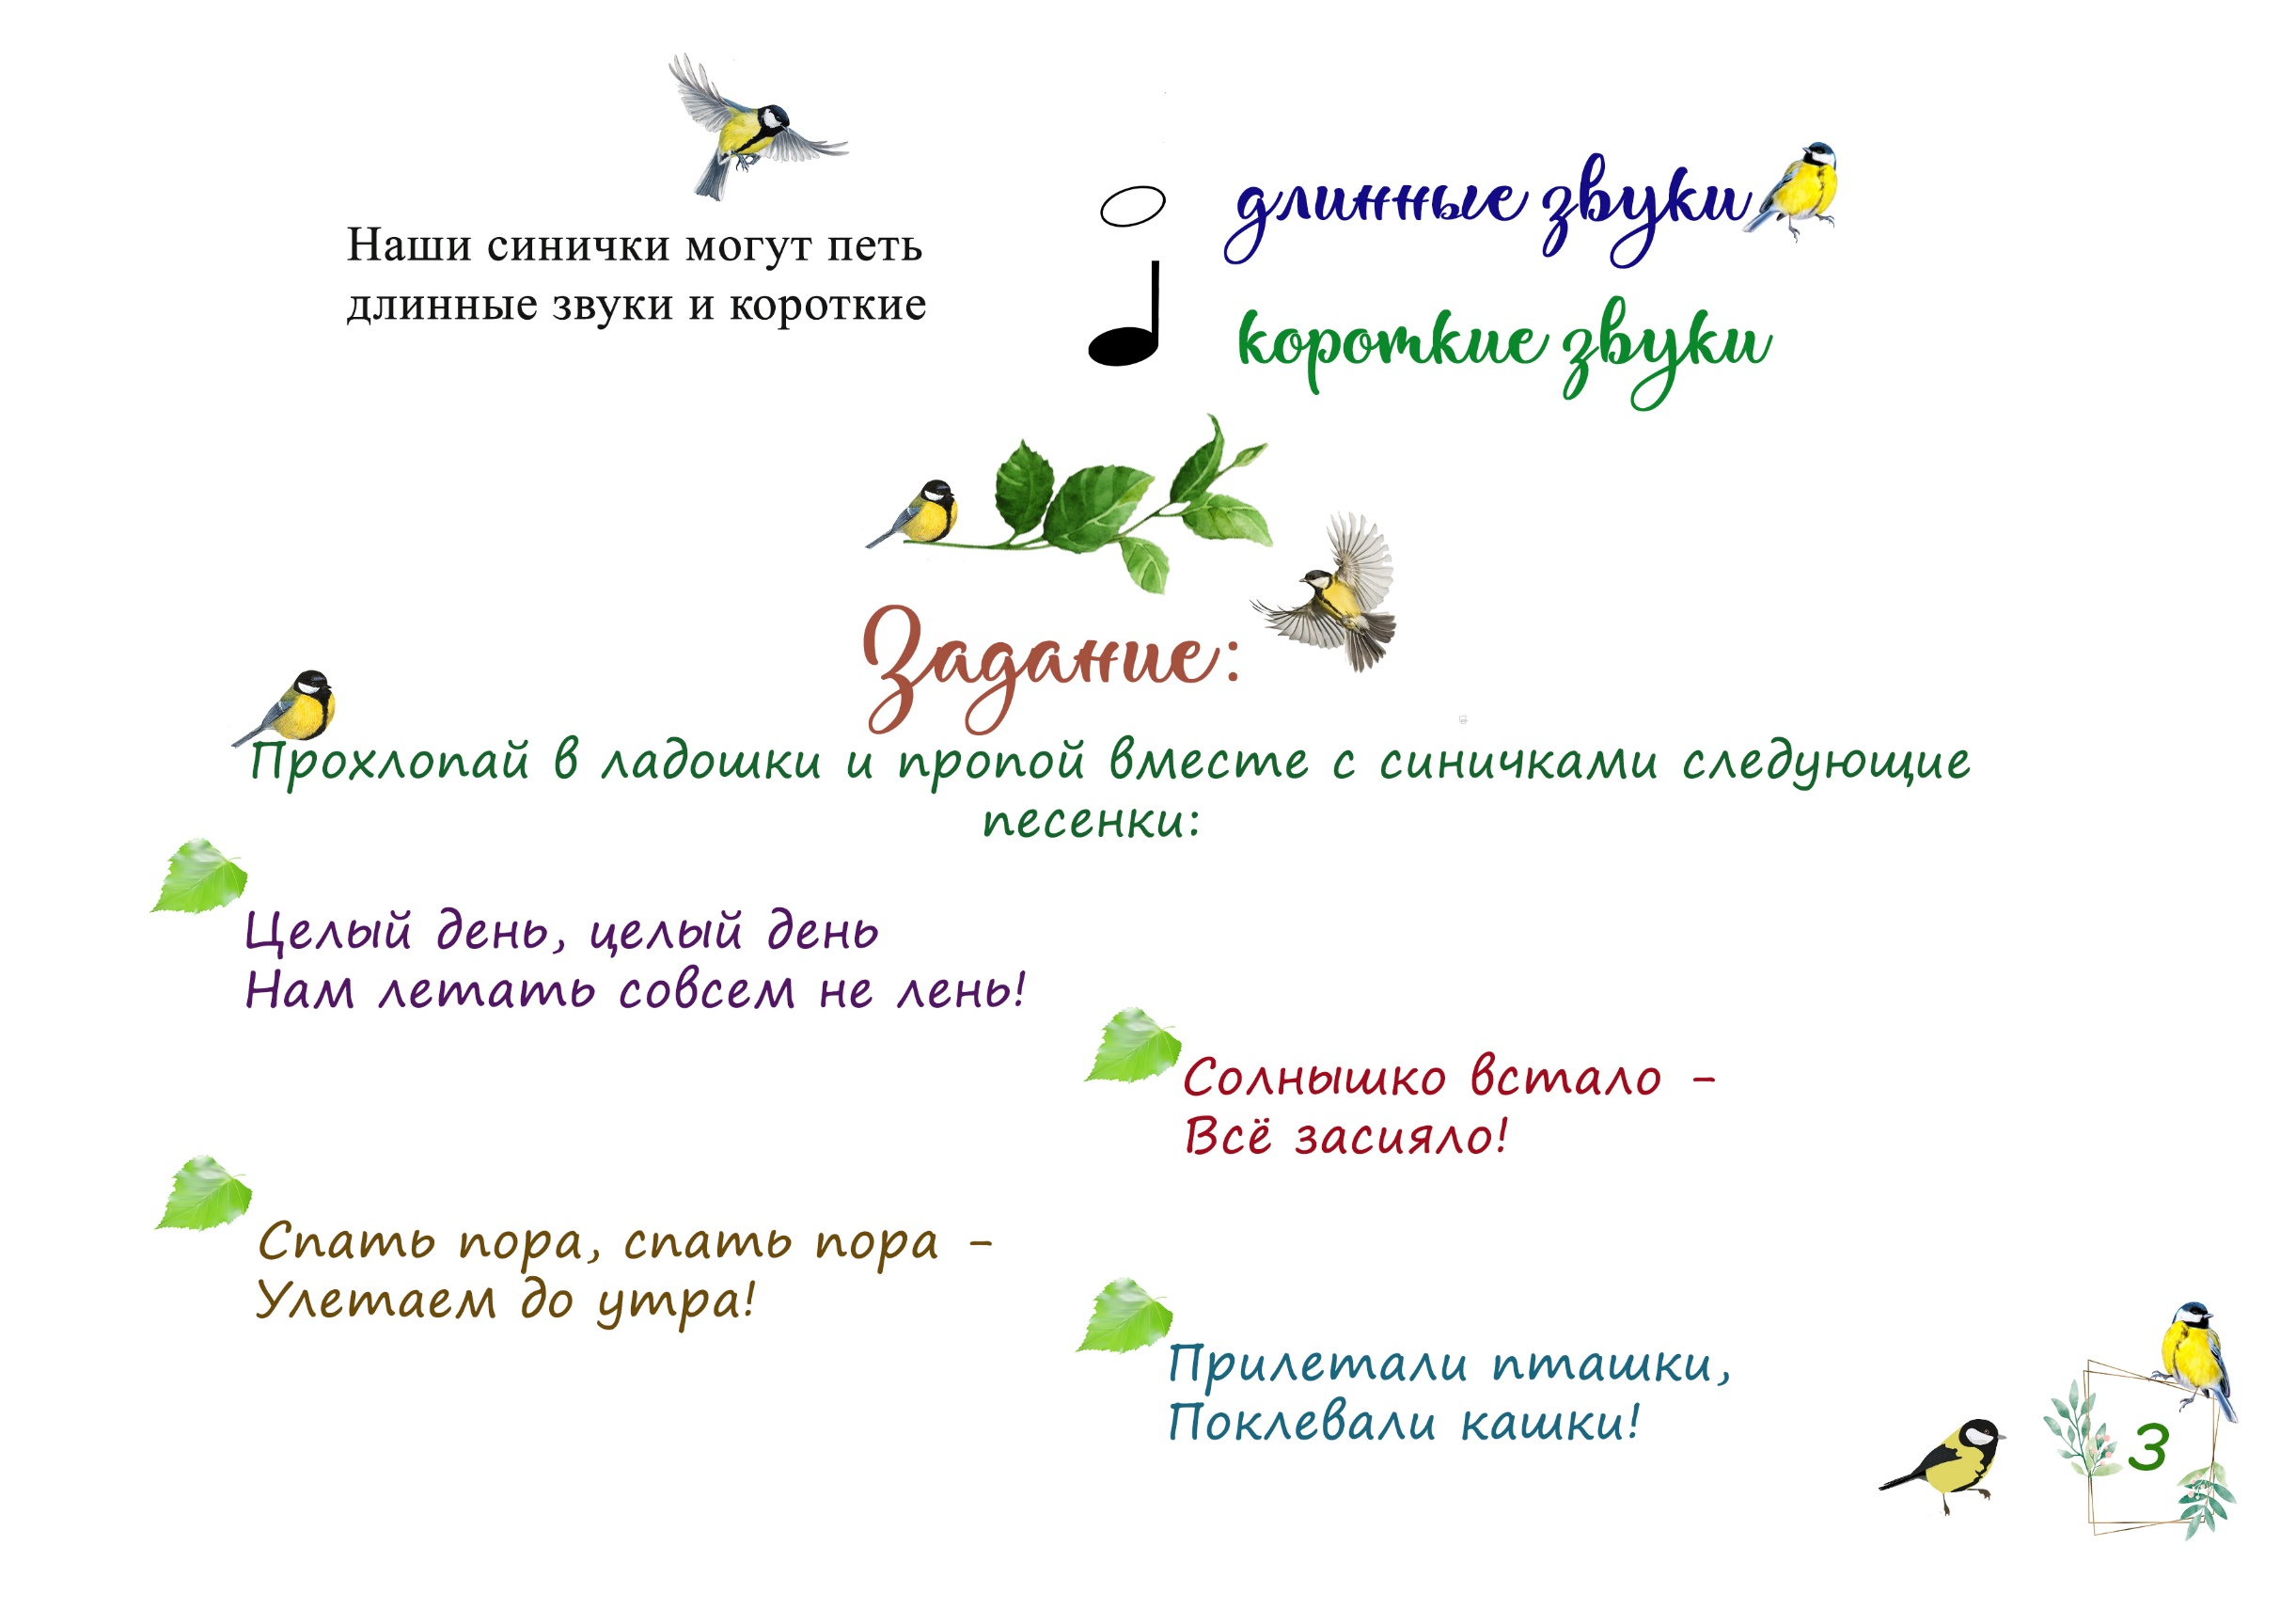 Наши синички могут петь
длинные звуки и короткие
длинные звуки
короткие звуки
Задание:
Прохлопай в ладошки и пропой вместе с синичками следующие
песенки:
Целый день, целый день
Нам летать совсем не лень!
Солнышко встало -
Всё засияло!
Спать пора, спать пора -
Улетаем до утра!
Прилетали пташки,
Поклевали кашки!
3